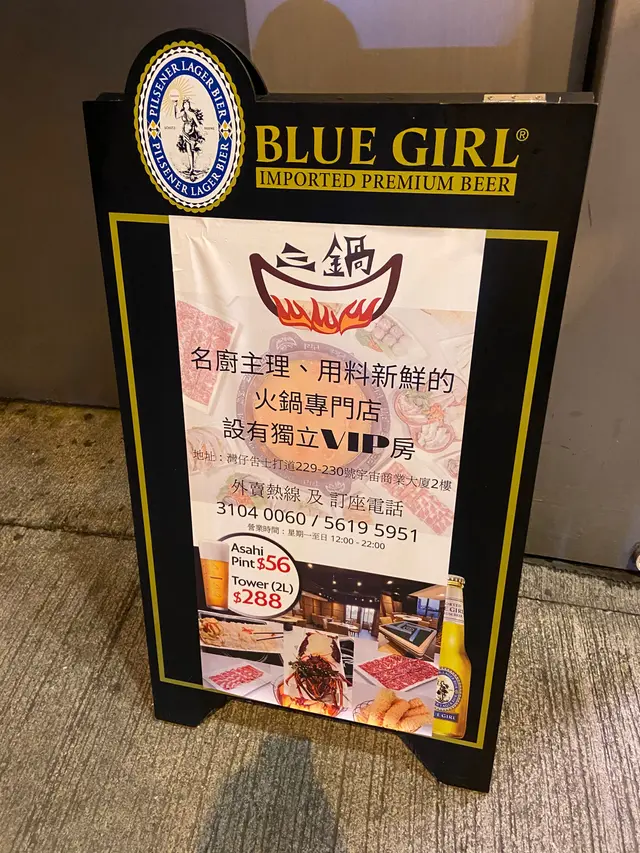 PILSENER LAGER BIER
PILSENER LAGER BIER
BLUE GIRL®
IMPORTED PREMIUM BEER
三鍋
名廚主理、用料新鮮的
火鍋專門店
設有獨立VIP房
地址：灣仔告士打道229-230號宇宙商業大廈2樓
外賣熱線 及 訂座電話
3104 0060 / 5619 5951
營業時間：星期一至日 12:00 - 22:00
Asahi
Pint $56
Tower (2L)
$288